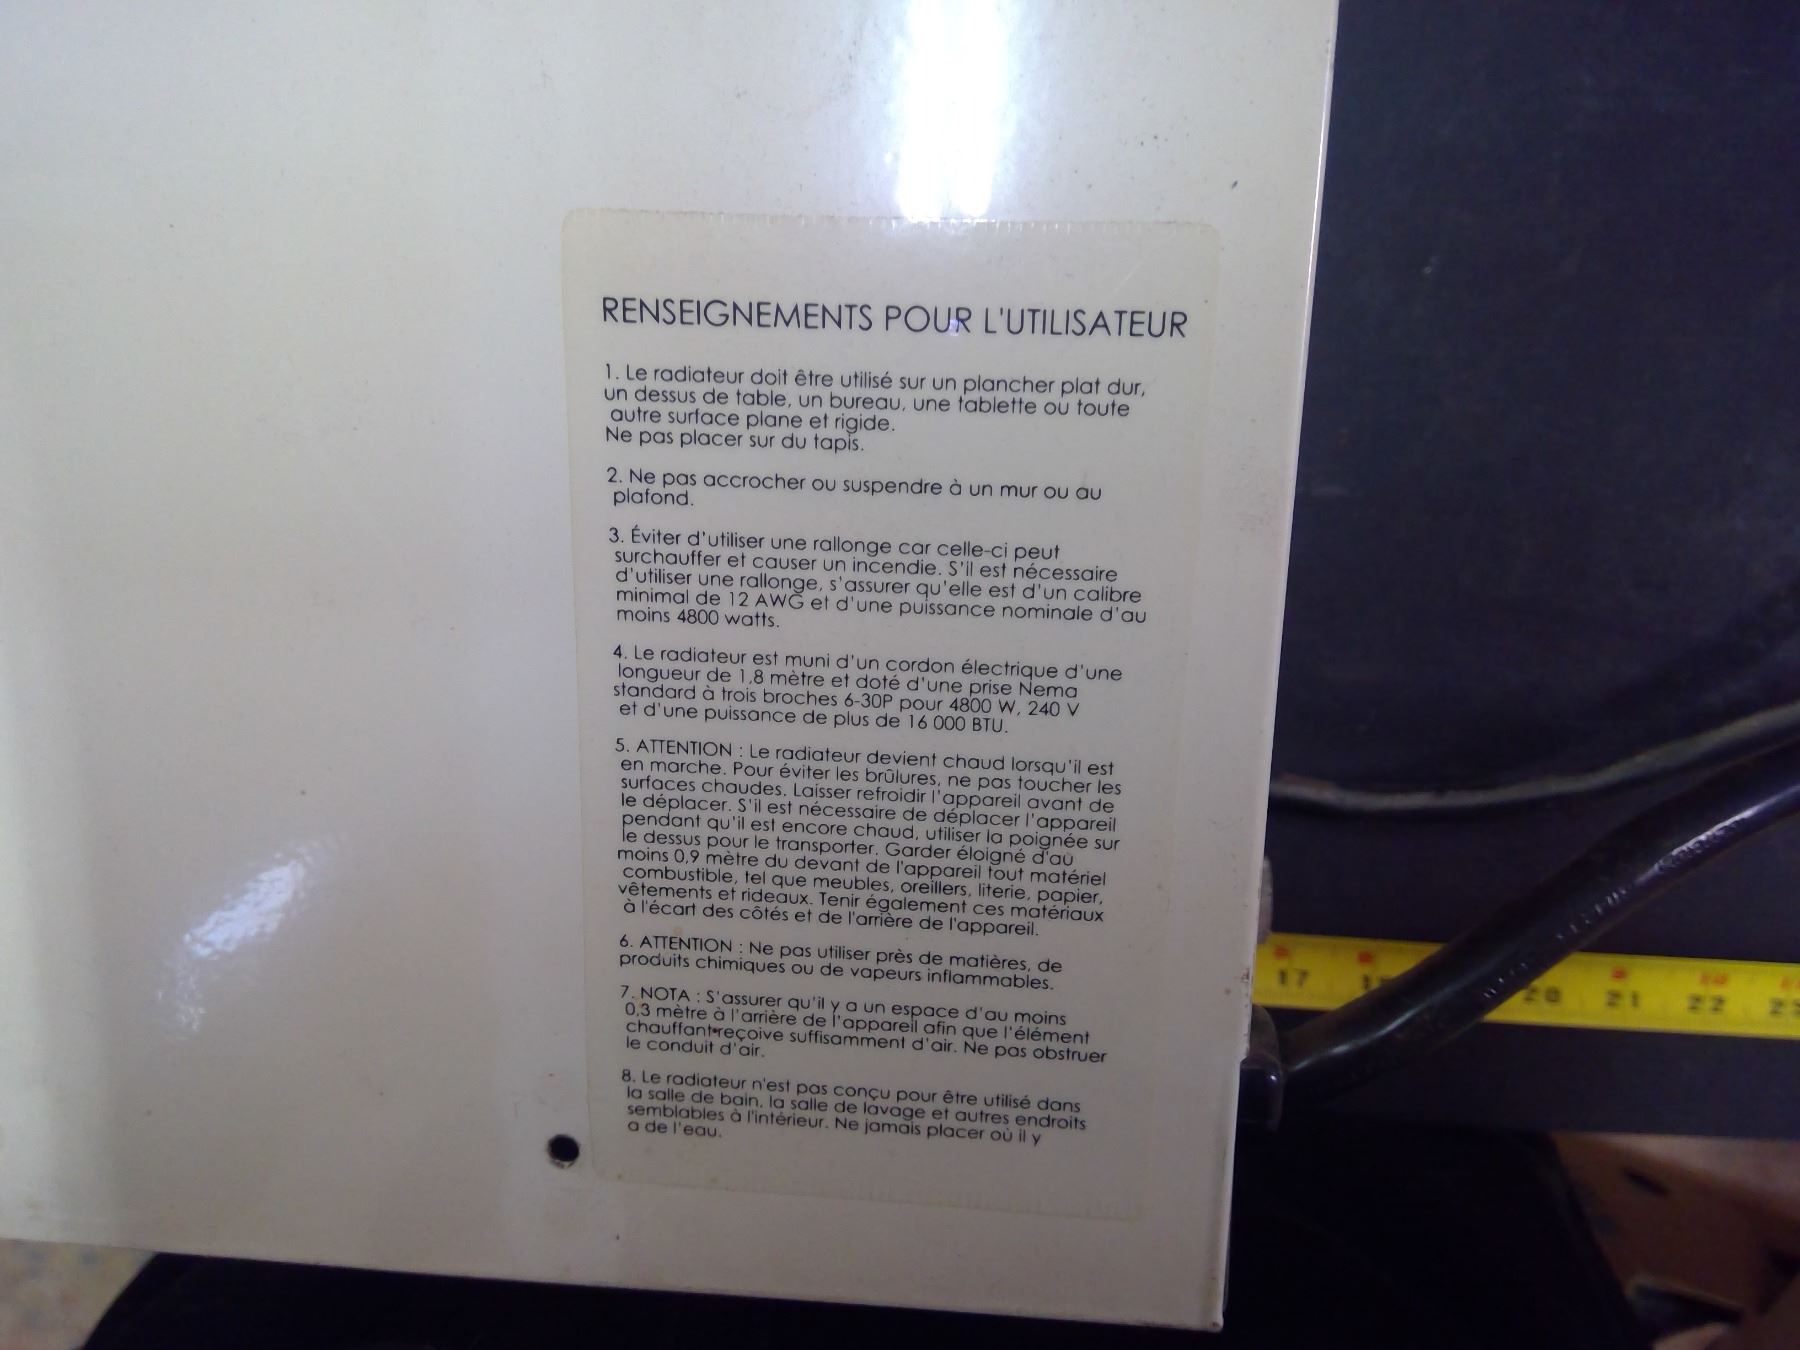 RENSEIGNEMENTS POUR L'UTILISATEUR
1. Le radiateur doit être utilisé sur un plancher plat dur,
un dessus de table, un bureau, une tablette ou toute
autre surface plane et rigide.
Ne pas placer sur du tapis.
2. Ne pas accrocher ou suspendre à un mur ou au
plafond.
3. Éviter d'utiliser une rallonge car celle-ci peut
surchauffer et causer un incendie. S'il est nécessaire
d'utiliser une rallonge, s'assurer qu'elle est d'un calibre
minimal de 12 AWG et d'une puissance nominale d'au
moins 4800 watts.
4. Le radiateur est muni d'un cordon électrique d'une
longueur de 1,8 mètre et doté d'une prise Nema
standard à trois broches 6-30P pour 4800 W, 240 V
et d'une puissance de plus de 16 000 BTU.
5. ATTENTION : Le radiateur devient chaud lorsqu'il est
en marche. Pour éviter les brûlures, ne pas toucher les
surfaces chaudes. Laisser refroidir l'appareil avant de
le déplacer. S'il est nécessaire de déplacer l'appareil
pendant qu'il est encore chaud, utiliser la poignée sur
le dessus pour le transporter. Garder éloigné d'au
moins 0,9 mètre du devant de l'appareil tout matériel
combustible, tel que meubles, oreillers, literie, papier,
vêtements et rideaux. Tenir également ces matériaux
à l'écart des côtés et de l'arrière de l'appareil.
6. ATTENTION : Ne pas utiliser près de matières, de
produits chimiques ou de vapeurs inflammables.
7. NOTA : S'assurer qu'il y a un espace d'au moins
0,3 mètre à l'arrière de l'appareil afin que l'élément
chauffant reçoive suffisamment d'air. Ne pas obstruer
le conduit d'air.
8. Le radiateur n'est pas conçu pour être utilisé dans
la salle de bain, la salle de lavage et autres endroits
semblables à l'intérieur. Ne jamais placer où il y
a de l'eau.
17 20 21 22